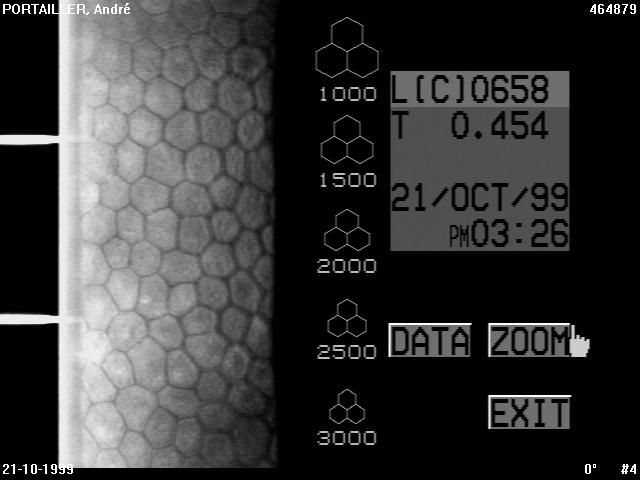 PORTAILLER, André
464879
1000
1500
2000
2500
3000
L[C]0658
T 0.454
21/OCT/99
PM03:26
DATA ZOOM
EXIT
21-10-1999
0° #4